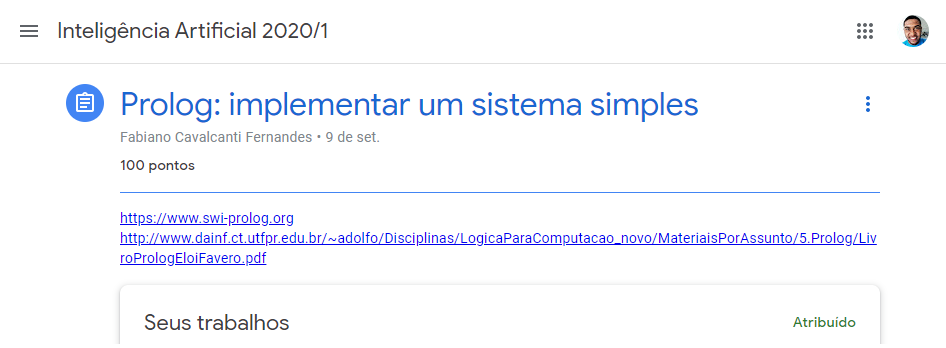 Inteligência Artificial 2020/1
Prolog: implementar um sistema simples
Fabiano Cavalcanti Fernandes • 9 de set.
100 pontos
https://www.swi-prolog.org
http://www.dainf.ct.utfpr.edu.br/~adolfo/Disciplinas/LogicaParaComputacao_novo/MateriaisPorAssunto/5.Prolog/Liv
roPrologEloiFavero.pdf
Seus trabalhos
Atribuído